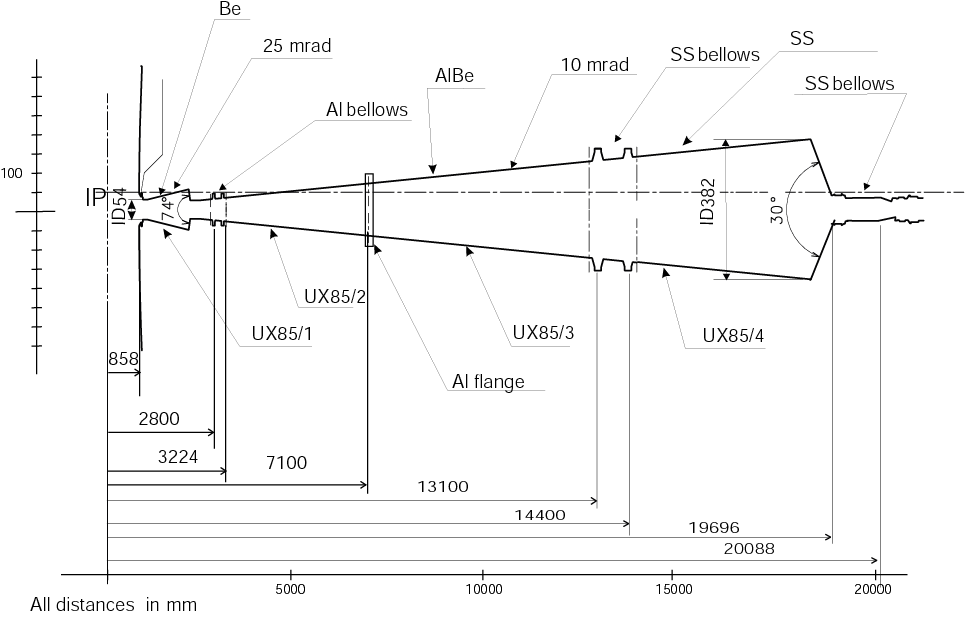 Be
25 mrad
SS
SS bellows
10 mrad
AlBe
SS bellows
Al bellows
100
IP
ID54
74°
ID382
30°
UX85/2
UX85/1
UX85/3
UX85/4
858
Al flange
2800
3224
7100
13100
14400
19696
20088
5000
10000
15000
20000
All distances in mm